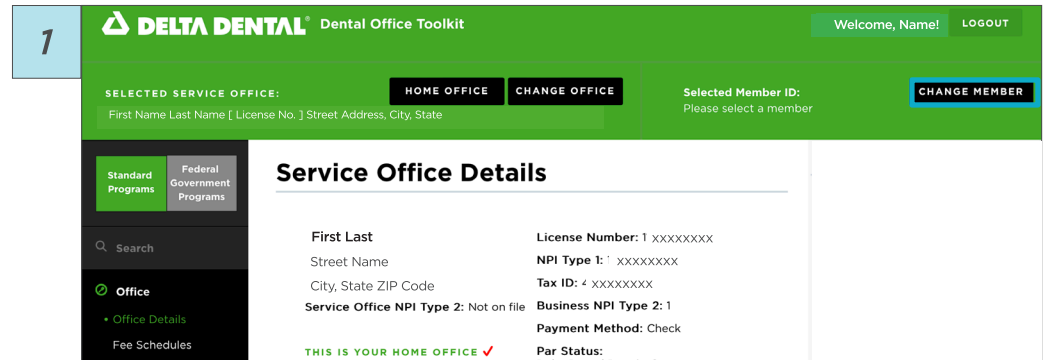 1
DELTA DENTAL® Dental Office Toolkit
Welcome, Name!
LOGOUT
SELECTED SERVICE OFFICE:
HOME OFFICE
CHANGE OFFICE
First Name Last Name [ License No. ] Street Address, City, State
Selected Member ID:
Please select a member
CHANGE MEMBER
Standard
Programs
Federal
Government
Programs
Search
Office
• Office Details
Fee Schedules
Service Office Details
First Last
Street Name
City, State ZIP Code
Service Office NPI Type 2: Not on file
THIS IS YOUR HOME OFFICE
License Number: 1 XXXXXXXX
NPI Type 1: XXXXXXXX
Tax ID: XXXXXXXX
Business NPI Type 2: 1
Payment Method: Check
Par Status: